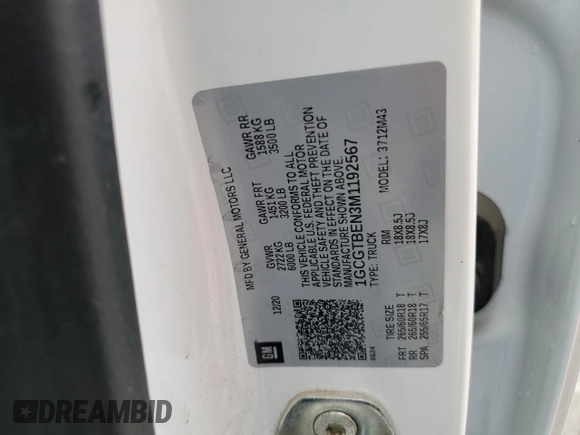 MFD BY GENERAL MOTORS LLC
12/20 GVWR GAWR FRT GAWR RR
2722 KG 1451 KG 1588 KG
6000 LB 3200 LB 3500 LB
THIS VEHICLE CONFORMS TO ALL
APPLICABLE U.S. FEDERAL MOTOR
VEHICLE SAFETY AND THEFT PREVENTION
STANDARDS IN EFFECT ON THE DATE OF
MANUFACTURE SHOWN ABOVE.
1GCGTBEN3M1192567
TYPE: TRUCK MODEL: 3712M43
GM
6624
TIRE SIZE RIM
FRT 265/60R18 T 18X8.5J
RR 265/60R18 T 18X8.5J
SPA 255/65R17 T 17X8J
DREAMBID